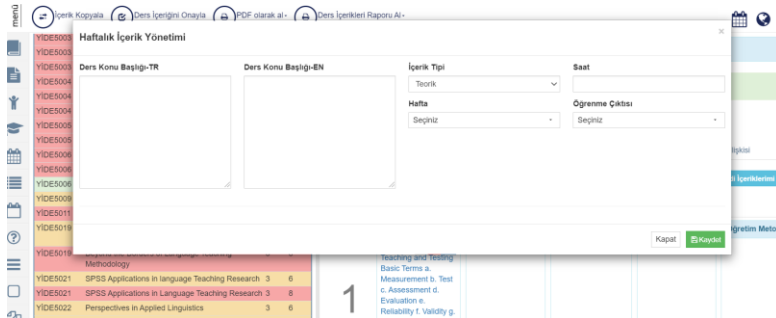 menü
İçerik Kopyala
Ders İçeriğini Onayla
PDF olarak al
Ders İçerikleri Raporu Al
Haftalık İçerik Yönetimi
×
Ders Konu Başlığı-TR
Ders Konu Başlığı-EN
İçerik Tipi
Saat
Teorik
Hafta
Öğrenme Çıktısı
Seçiniz
Seçiniz
Kapat
Kaydet
YİDE5003
YİDE5003
YİDE5003
YİDE5004
YİDE5004
YİDE5004
YİDE5005
YİDE5005
YİDE5006
YİDE5006
YİDE5006
YİDE5009
YİDE5011
YİDE5019
YİDE5019
Methodology
YİDE5021 SPSS Applications in language Teaching Research 3 6
YİDE5021 SPSS Applications in Language Teaching Research 3 8
YİDE5022 Perspectives in Applied Linguistics 3 6
1
Teaching and Testing
Basic Terms a.
Measurement b. Test
c. Assessment d.
Evaluation e.
Reliability f. Validity g.
İçeriklerimi